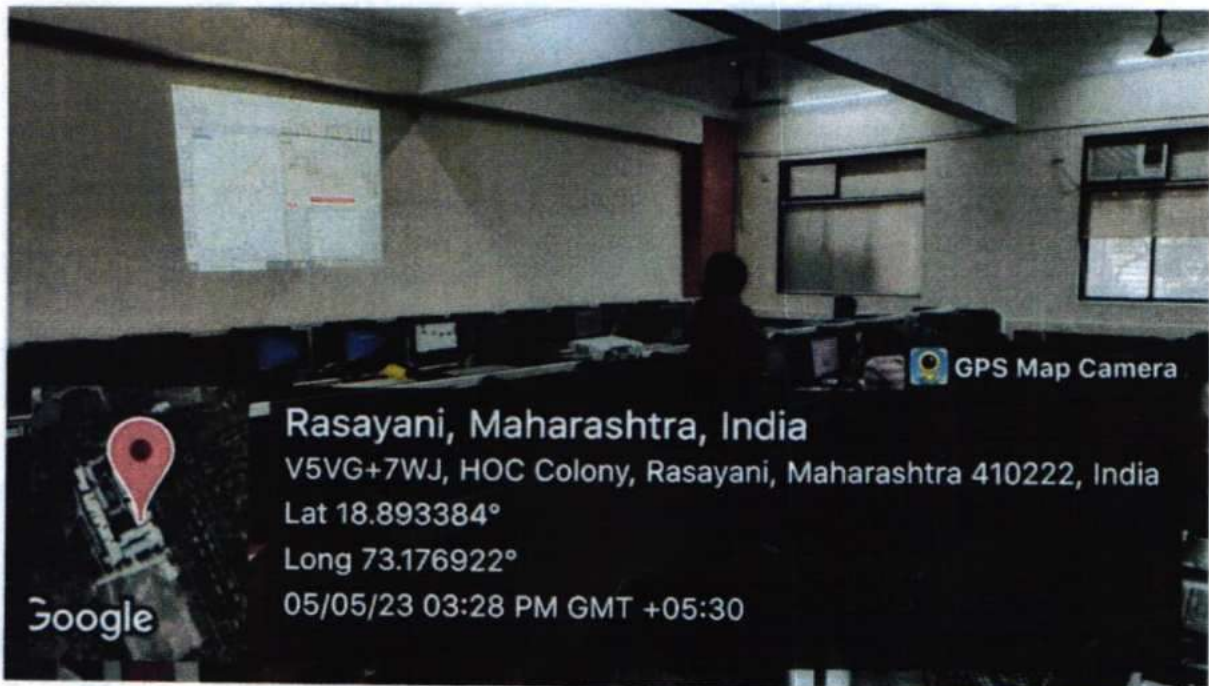 GPS Map Camera
Rasayani, Maharashtra, India
V5VG+7WJ, HOC Colony, Rasayani, Maharashtra 410222, India
Lat 18.893384°
Long 73.176922°
05/05/23 03:28 PM GMT +05:30
Google